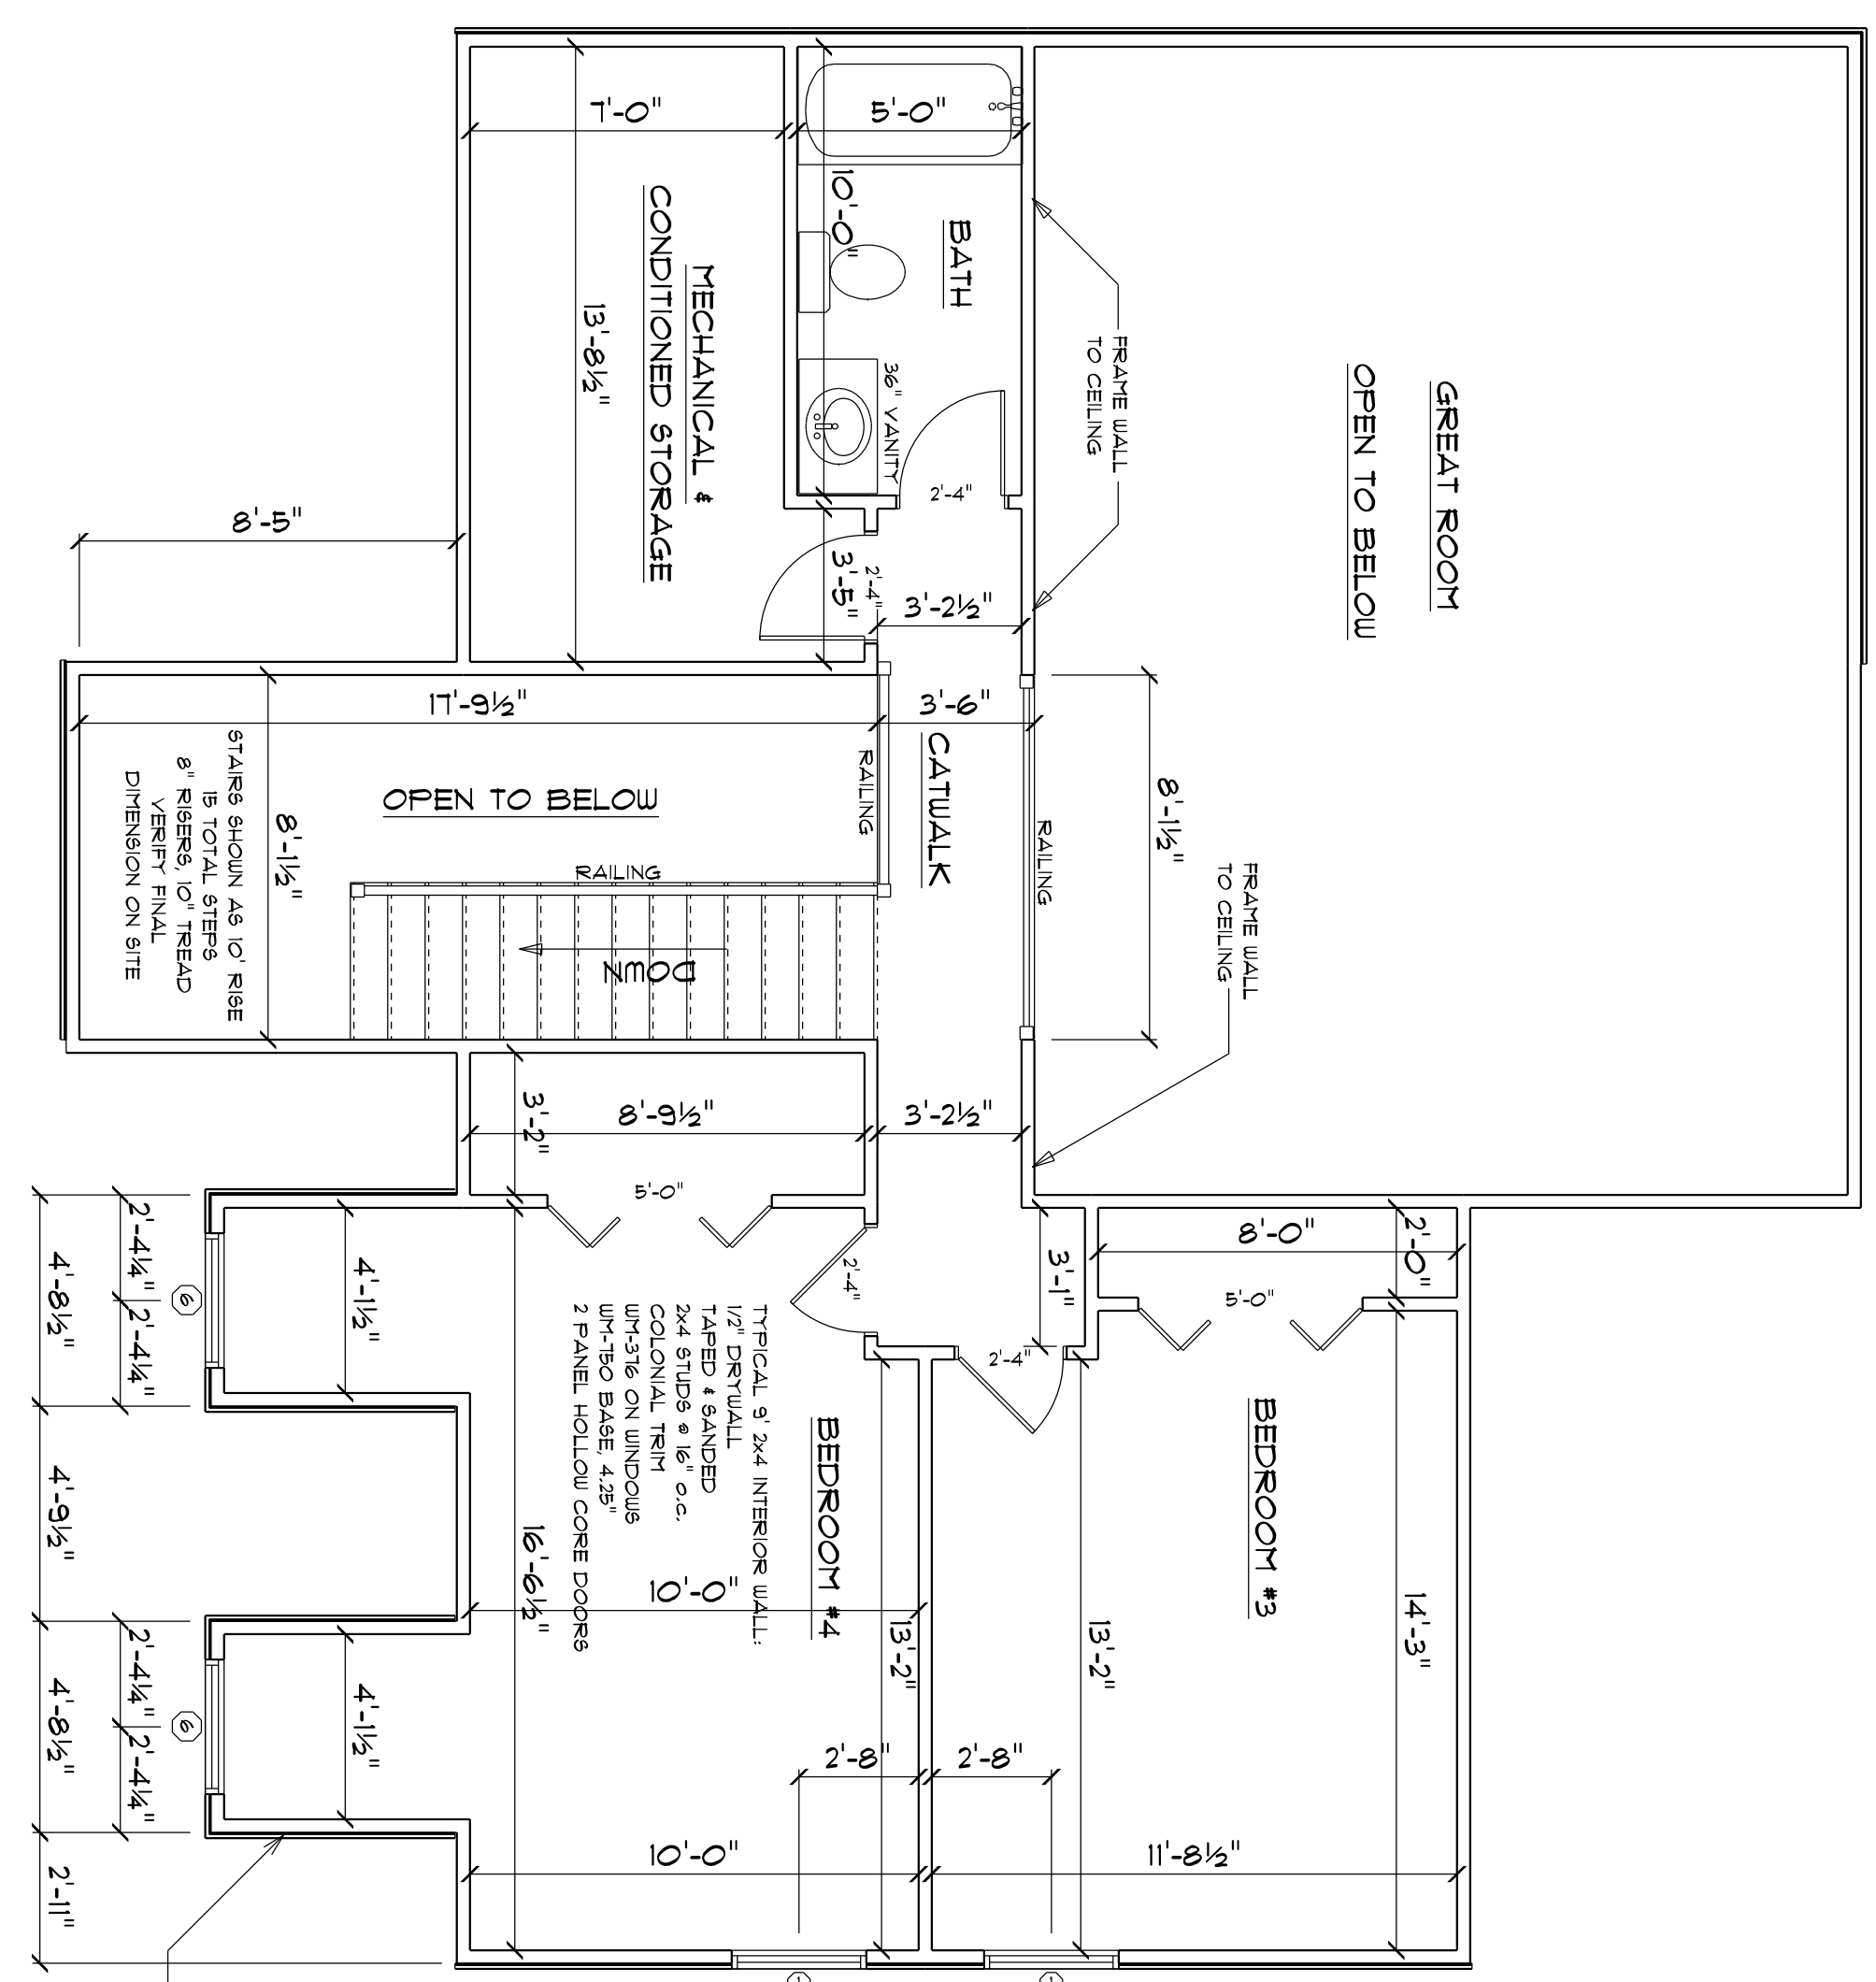 GREAT ROOM
OPEN TO BELOW
FRAME WALL
TO CEILING
BATH
5'-0"
10'-0"
36" VANITY
2'-4"
7'-0"
MECHANICAL &
CONDITIONED STORAGE
13'-8½"
3'-5"
2'-4"
3'-2½"
8'-5"
17'-9½"
3'-6"
CATWALK
RAILING
RAILING
8'-1½"
OPEN TO BELOW
RAILING
DOWN
8'-1½"
STAIRS SHOWN AS 10' RISE
15 TOTAL STEPS
8" RISERS, 10" TREAD
VERIFY FINAL
DIMENSION ON SITE
FRAME WALL
TO CEILING
3'-2"
8'-9½"
3'-2½"
5'-0"
8'-0"
2'-0"
5'-0"
3'-1"
2'-4"
2'-4"
BEDROOM #3
14'-3"
13'-2"
BEDROOM #4
TYPICAL 9' 2x4 INTERIOR WALL:
1/2" DRYWALL
TAPED & SANDED
2x4 STUDS @ 16" O.C.
COLONIAL TRIM
WM-376 ON WINDOWS
WM-750 BASE, 4.25"
2 PANEL HOLLOW CORE DOORS
10'-0"
13'-2"
16'-6½"
4'-1½"
4'-1½"
2'-4¼"
2'-4¼"
6
4'-8½"
4'-9½"
2'-4¼"
2'-4¼"
6
4'-8½"
2'-11"
2'-8"
2'-8"
10'-0"
11'-8½"